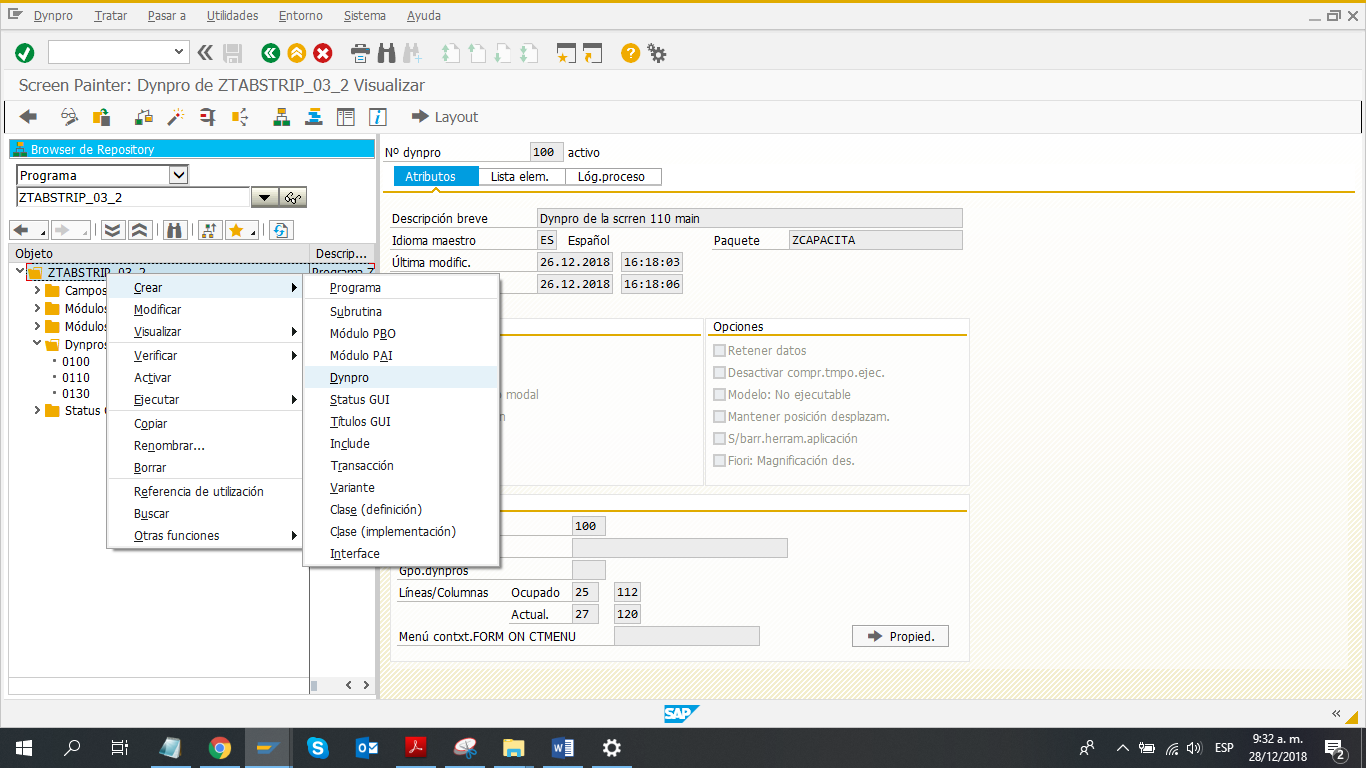 Dynpro Tratar Pasar a Utilidades Entorno Sistema Ayuda
Screen Painter: Dynpro de ZTABSTRIP_03_2 Visualizar
Layout
Browser de Repository
Programa
ZTABSTRIP_03_2
Objeto Descrip...
ZTABSTRIP_03_2 Programa Z
Campos
Módulos
Módulos
Dynpros
0100
0110
0130
Status G
Crear
Modificar
Visualizar
Verificar
Activar
Ejecutar
Copiar
Renombrar...
Borrar
Referencia de utilización
Buscar
Otras funciones
Programa
Subrutina
Módulo PBO
Módulo PAI
Dynpro
Status GUI
Títulos GUI
Include
Transacción
Variante
Clase (definición)
Clase (implementación)
Interface
Nº dynpro 100 activo
Atributos Lista elem. Lóg.proceso
Descripción breve Dynpro de la scrren 110 main
Idioma maestro ES Español Paquete ZCAPACITA
Última modific. 26.12.2018 16:18:03
26.12.2018 16:18:06
modal
Opciones
Retener datos
Desactivar compr.tmpo.ejec.
Modelo: No ejecutable
Mantener posición desplazam.
S/barr.herram.aplicación
Fiori: Magnificación des.
100
Gpo.dynpros
Líneas/Columnas Ocupado 25 112
Actual. 27 120
Menú contxt.FORM ON CTMENU
Propied.
SAP
ESP
9:32 a. m.
28/12/2018
2